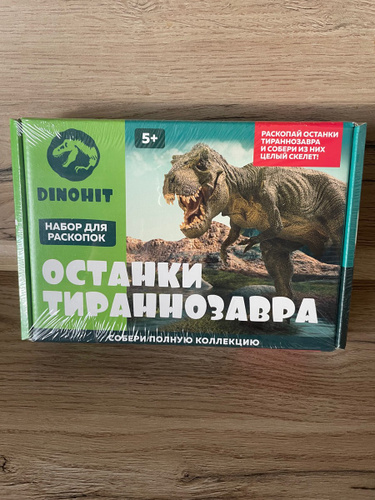 5+
РАСКОПАЙ ОСТАНКИ
ТИРАННОЗАВРА
И СОБЕРИ ИЗ НИХ
ЦЕЛЫЙ СКЕЛЕТ!
DINOHIT
НАБОР ДЛЯ
РАСКОПОК
ОСТАНКИ
ТИРАННОЗАВРА
СОБЕРИ ПОЛНУЮ КОЛЛЕКЦИЮ